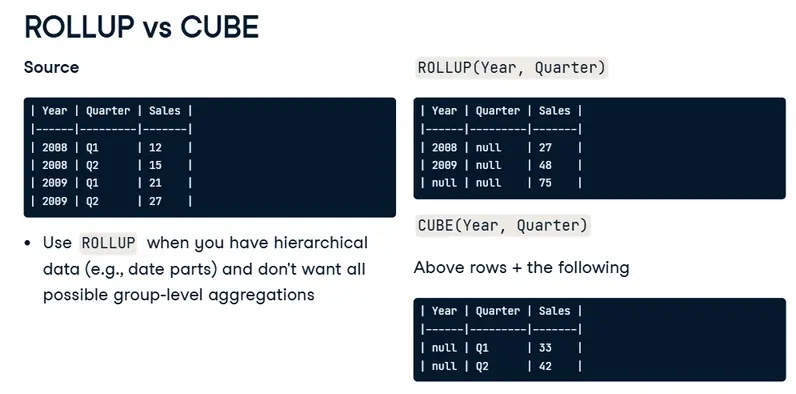 ROLLUP vs CUBE
Source
| Year | Quarter | Sales |
|------|---------|-------|
| 2008 | Q1      | 12    |
| 2008 | Q2      | 15    |
| 2009 | Q1      | 21    |
| 2009 | Q2      | 27    |
• Use ROLLUP when you have hierarchical
data (e.g., date parts) and don't want all
possible group-level aggregations
ROLLUP(Year, Quarter)
| Year | Quarter | Sales |
|------|---------|-------|
| 2008 | null    | 27    |
| 2009 | null    | 48    |
| null | null    | 75    |
CUBE(Year, Quarter)
Above rows + the following
| Year | Quarter | Sales |
|------|---------|-------|
| null | Q1      | 33    |
| null | Q2      | 42    |